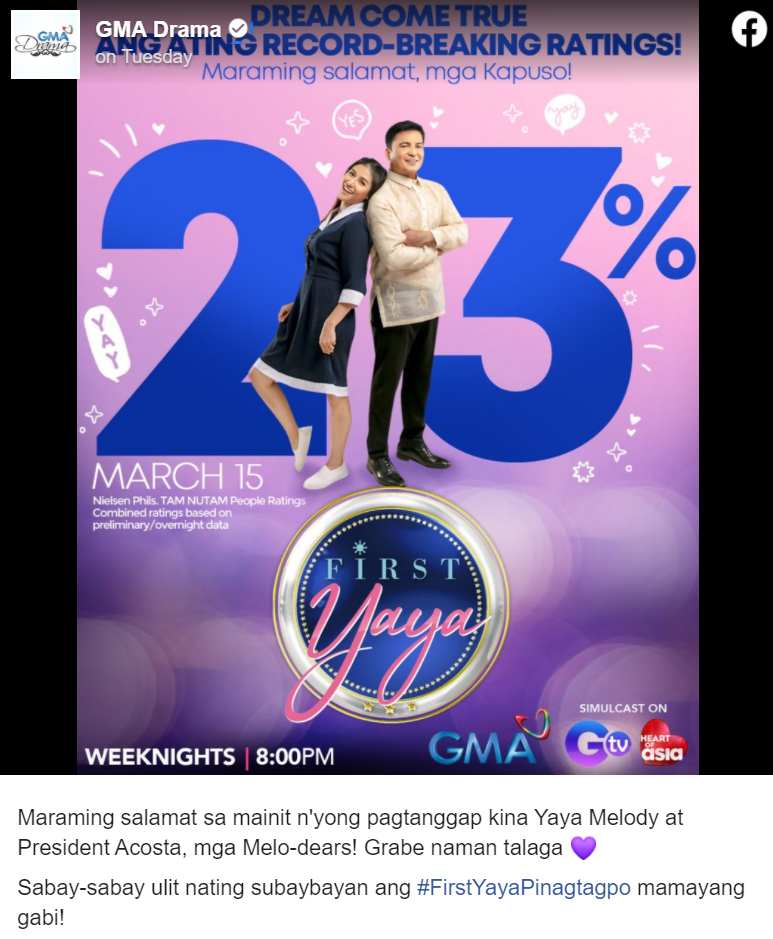 DREAM COME TRUE
GMA Drama
ANG ATING RECORD-BREAKING RATINGS!
on Tuesday
Maraming salamat, mga Kapuso!
GMA
Drama
YES
yay
YAY
23%
MARCH 15
Nielsen Phils. TAM NUTAM People Ratings
Combined ratings based on
preliminary/overnight data
FIRST
Yaya
WEEKNIGHTS | 8:00PM
GMA
SIMULCAST ON
Gtv
HEART
OF
asia
Maraming salamat sa mainit n'yong pagtanggap kina Yaya Melody at
President Acosta, mga Melo-dears! Grabe naman talaga 💜
Sabay-sabay ulit nating subaybayan ang #FirstYayaPinagtagpo mamayang
gabi!